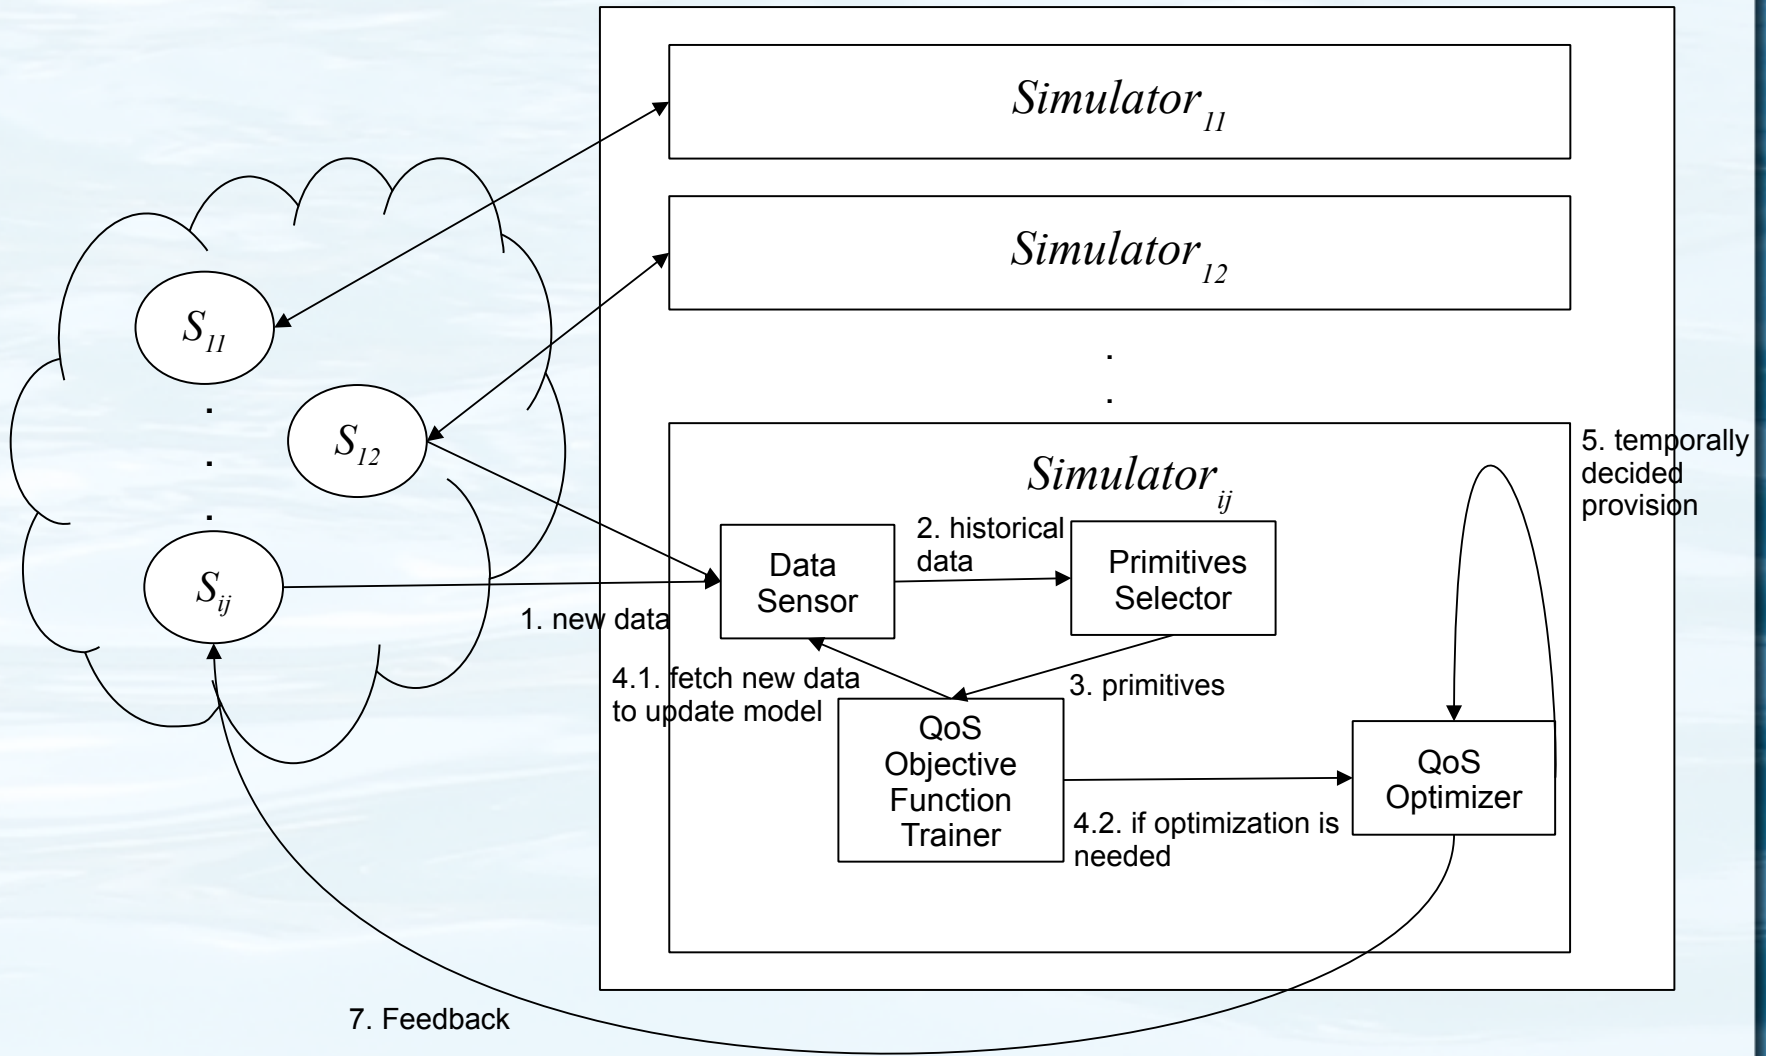 Simulator11
Simulator12
.
.
S11
.
.
.
S12
Sij
Simulatorij
5. temporally
decided
provision
Data
Sensor
2. historical
data
Primitives
Selector
1. new data
4.1. fetch new data
to update model
3. primitives
QoS
Objective
Function
Trainer
4.2. if optimization is
needed
QoS
Optimizer
7. Feedback